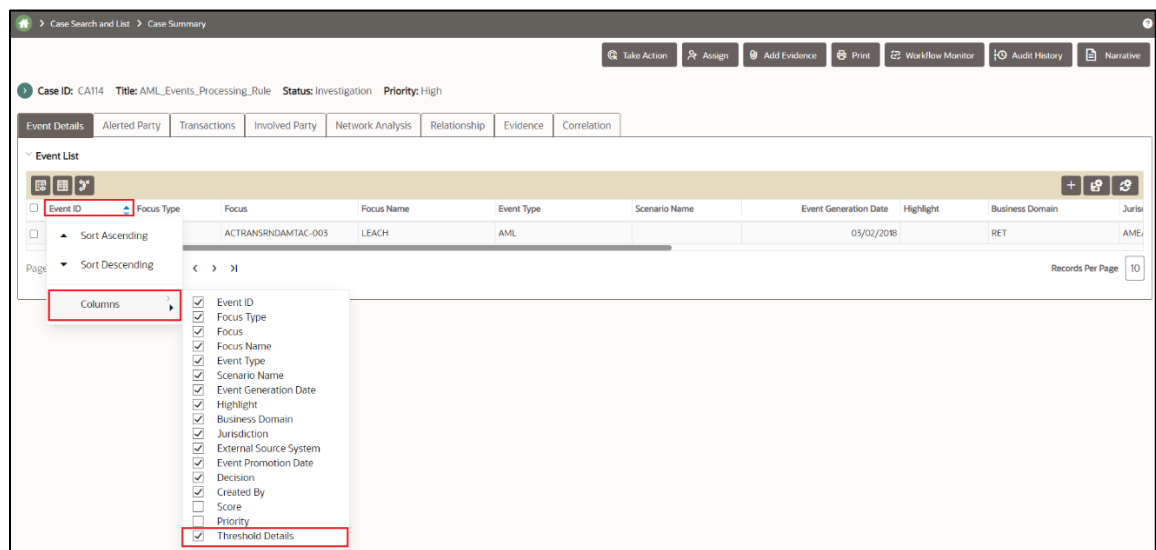 Case Search and List > Case Summary
Take Action Assign Add Evidence Print Workflow Monitor Audit History Narrative
Case ID: CA114 Title: AML_Events_Processing_Rule Status: Investigation Priority: High
Event Details Alerted Party Transactions Involved Party Network Analysis Relationship Evidence Correlation
Event List
Event ID Focus Type Focus Focus Name Event Type Scenario Name Event Generation Date Highlight Business Domain Juris
ACTRANSRNDAMTAC-003 LEACH AML 03/02/2018 RET AMEA
Sort Ascending
Sort Descending
Page Records Per Page 10
Columns
Event ID
Focus Type
Focus
Focus Name
Event Type
Scenario Name
Event Generation Date
Highlight
Business Domain
Jurisdiction
External Source System
Event Promotion Date
Decision
Created By
Score
Priority
Threshold Details